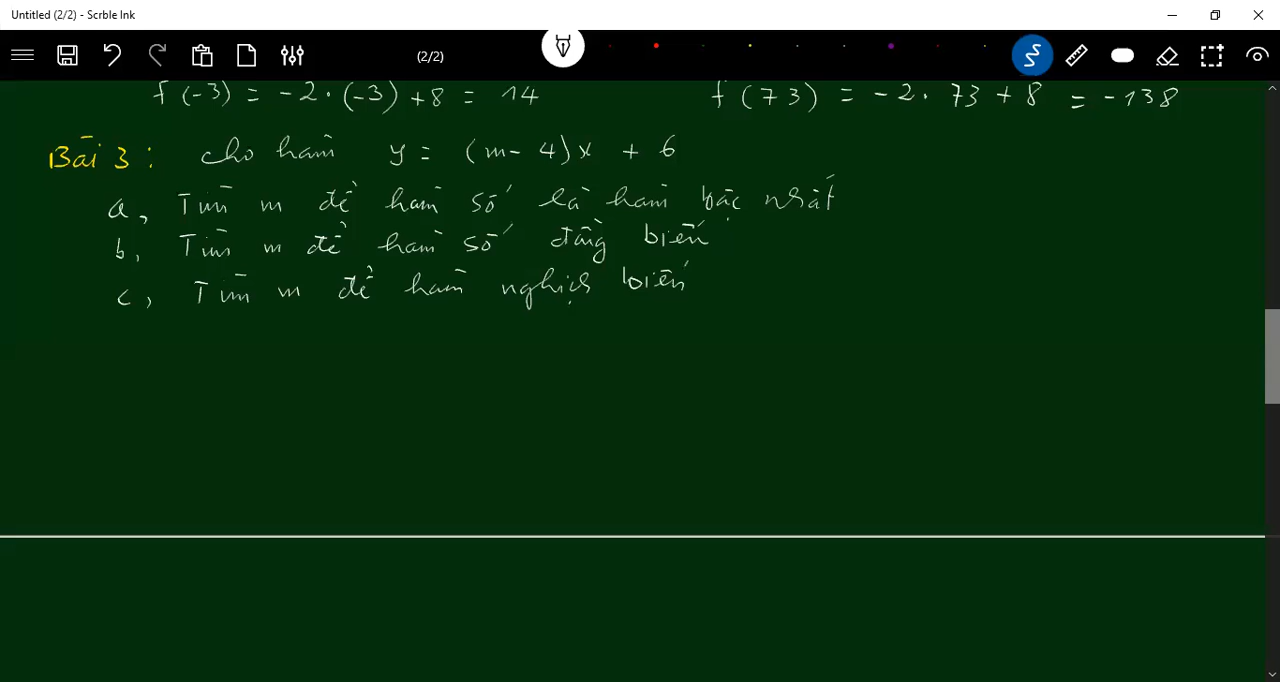 Untitled (2/2) - Scrble Ink
(2/2)
f(-3) = -2.(-3) +8 = 14
f(73) = -2.73 + 8 = -138
Bài 3: cho hàm y = (m-4)x + 6
a, Tìm m để hàm số là hàm bậc nhất
b, Tìm m để hàm số đồng biến
c, Tìm m để hàm nghịch biến